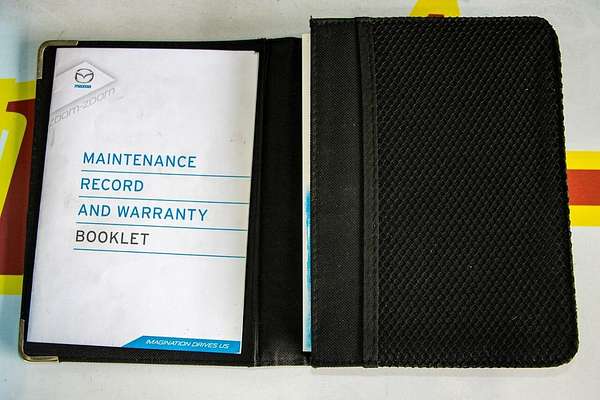 mazda
zoom-zoom
MAINTENANCE
RECORD
AND WARRANTY
BOOKLET
IMAGINATION DRIVES US